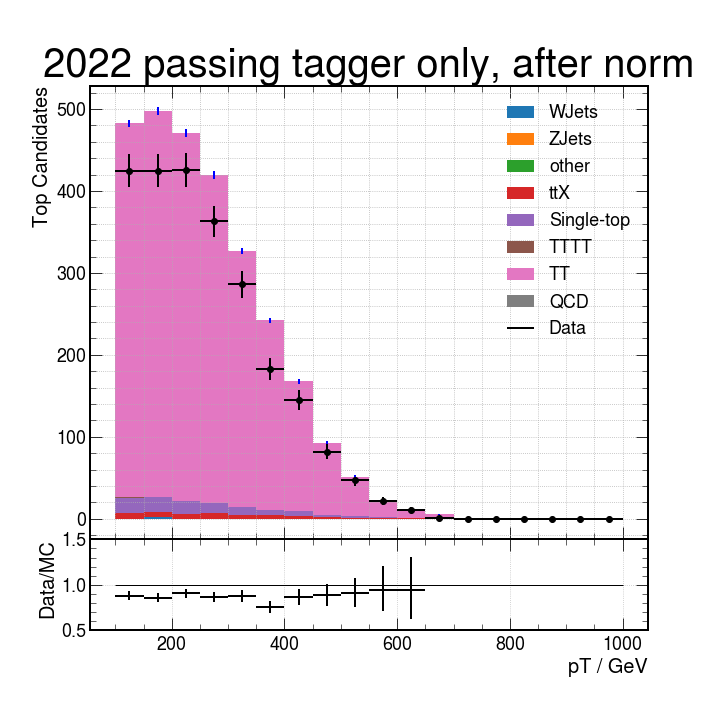 2022 passing tagger only, after norm
Top Candidates
500
400
300
200
100
0
WJets
ZJets
other
ttX
Single-top
TTTT
TT
QCD
Data
Data/MC
1.5
1.0
0.5
200
400
600
800
1000
pT / GeV